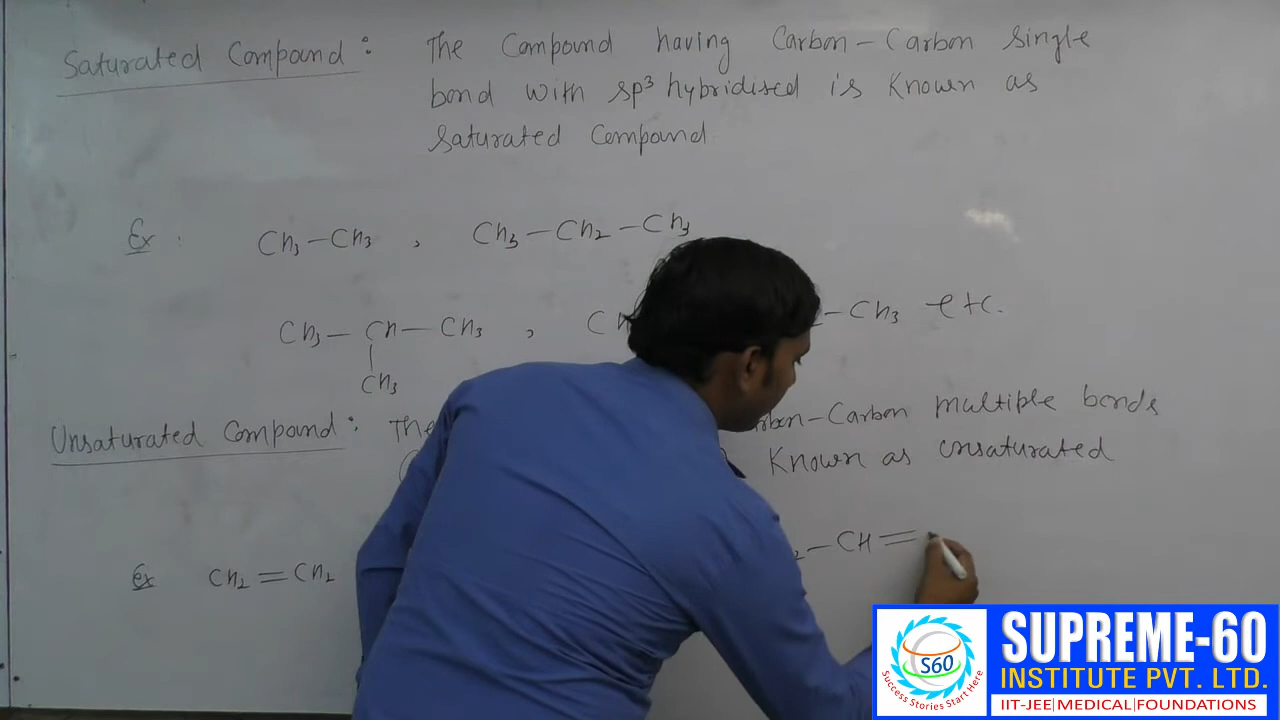 Saturated Compound : The Compound having Carbon-Carbon single
bond with sp³ hybridised is known as
saturated Compound
Ex : CH₃-CH₃ , CH₃-CH₂-CH₃
CH₃-CH-CH₃ , CH -CH₃ etc.
|
CH₃
Unsaturated Compound : The Carbon-Carbon multiple bonds
known as unsaturated
Ex CH₂=CH₂ -CH=
S60
Success Stories Start Here
SUPREME-60
INSTITUTE PVT. LTD.
IIT-JEE|MEDICAL|FOUNDATIONS